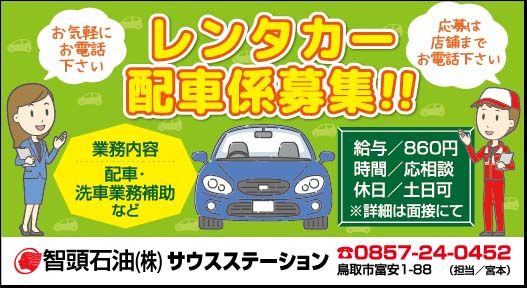 お気軽に
お電話
下さい
レンタカー
配車係募集!!
応募は
店舗まで
お電話下さい
業務内容
配車・
洗車業務補助
など
給与／860円
時間／応相談
休日／土日可
※詳細は面接にて
智頭石油(株) サウスステーション
☎0857-24-0452
鳥取市富安1-88 （担当／宮本）